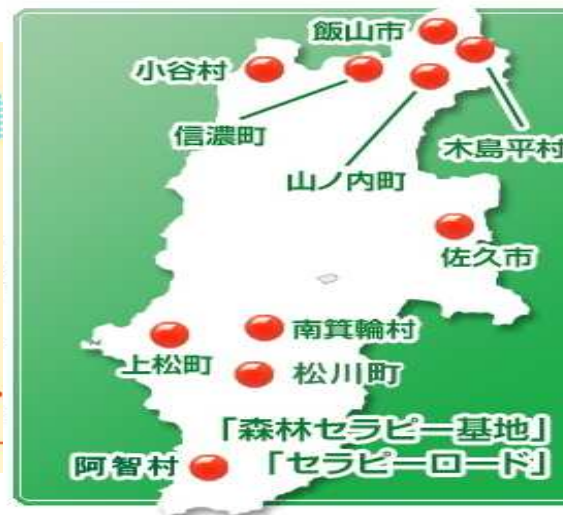 飯山市
小谷村
信濃町
木島平村
山ノ内町
佐久市
南箕輪村
上松町
松川町
「森林セラピー基地」
阿智村
「セラピーロード」